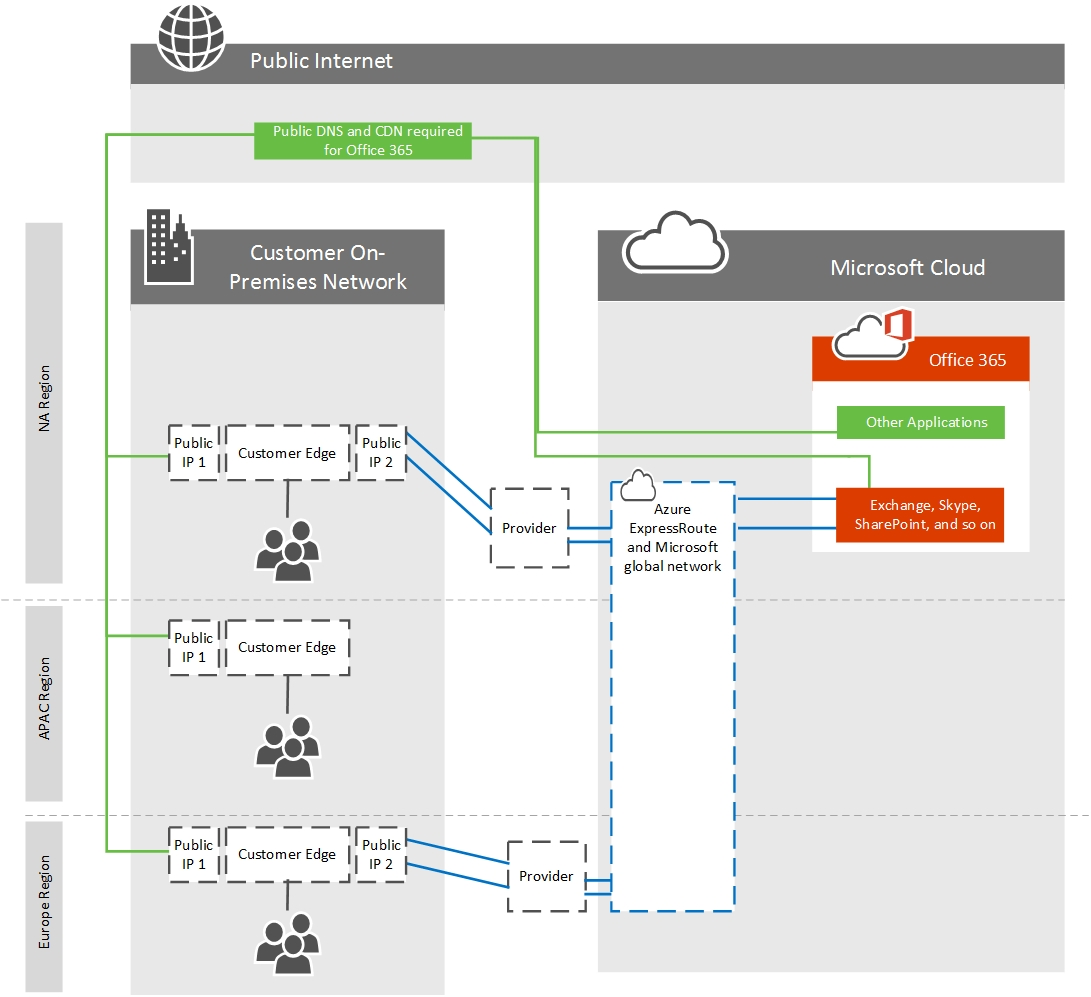 Public Internet
Public DNS and CDN required
for Office 365
Customer On-
Premises Network
Microsoft Cloud
Office 365
Other Applications
NA Region
Public
IP 1
Customer Edge
Public
IP 2
Provider
Azure
ExpressRoute
and Microsoft
global network
Exchange, Skype,
SharePoint, and so on
APAC Region
Public
IP 1
Customer Edge
Europe Region
Public
IP 1
Customer Edge
Public
IP 2
Provider